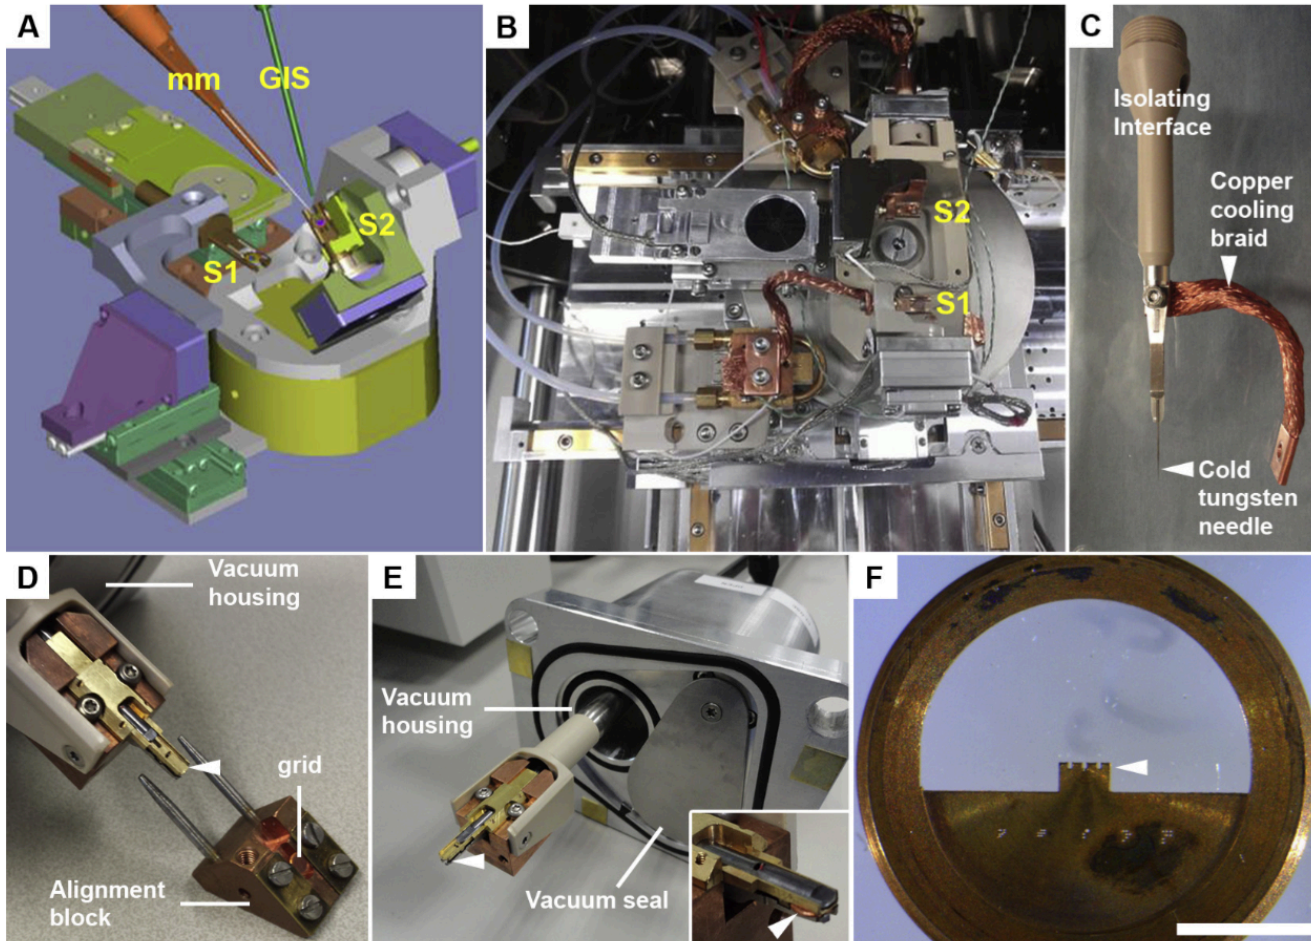 A
mm
GIS
S1
S2
B
S2
S1
C
Isolating
Interface
Copper
cooling
braid
Cold
tungsten
needle
D
Vacuum
housing
grid
Alignment
block
E
Vacuum
housing
Vacuum seal
F